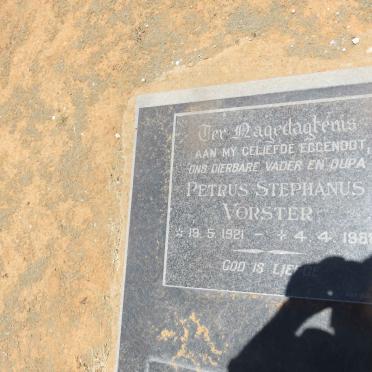 Ter Nagedagtenis
AAN MY GELIEFDE EGGENOOT,
ONS DIERBARE VADER EN OUPA
PETRUS STEPHANUS
VORSTER
☆ 19.5.1921 – ✝ 4.4.198
GOD IS LIEFDE